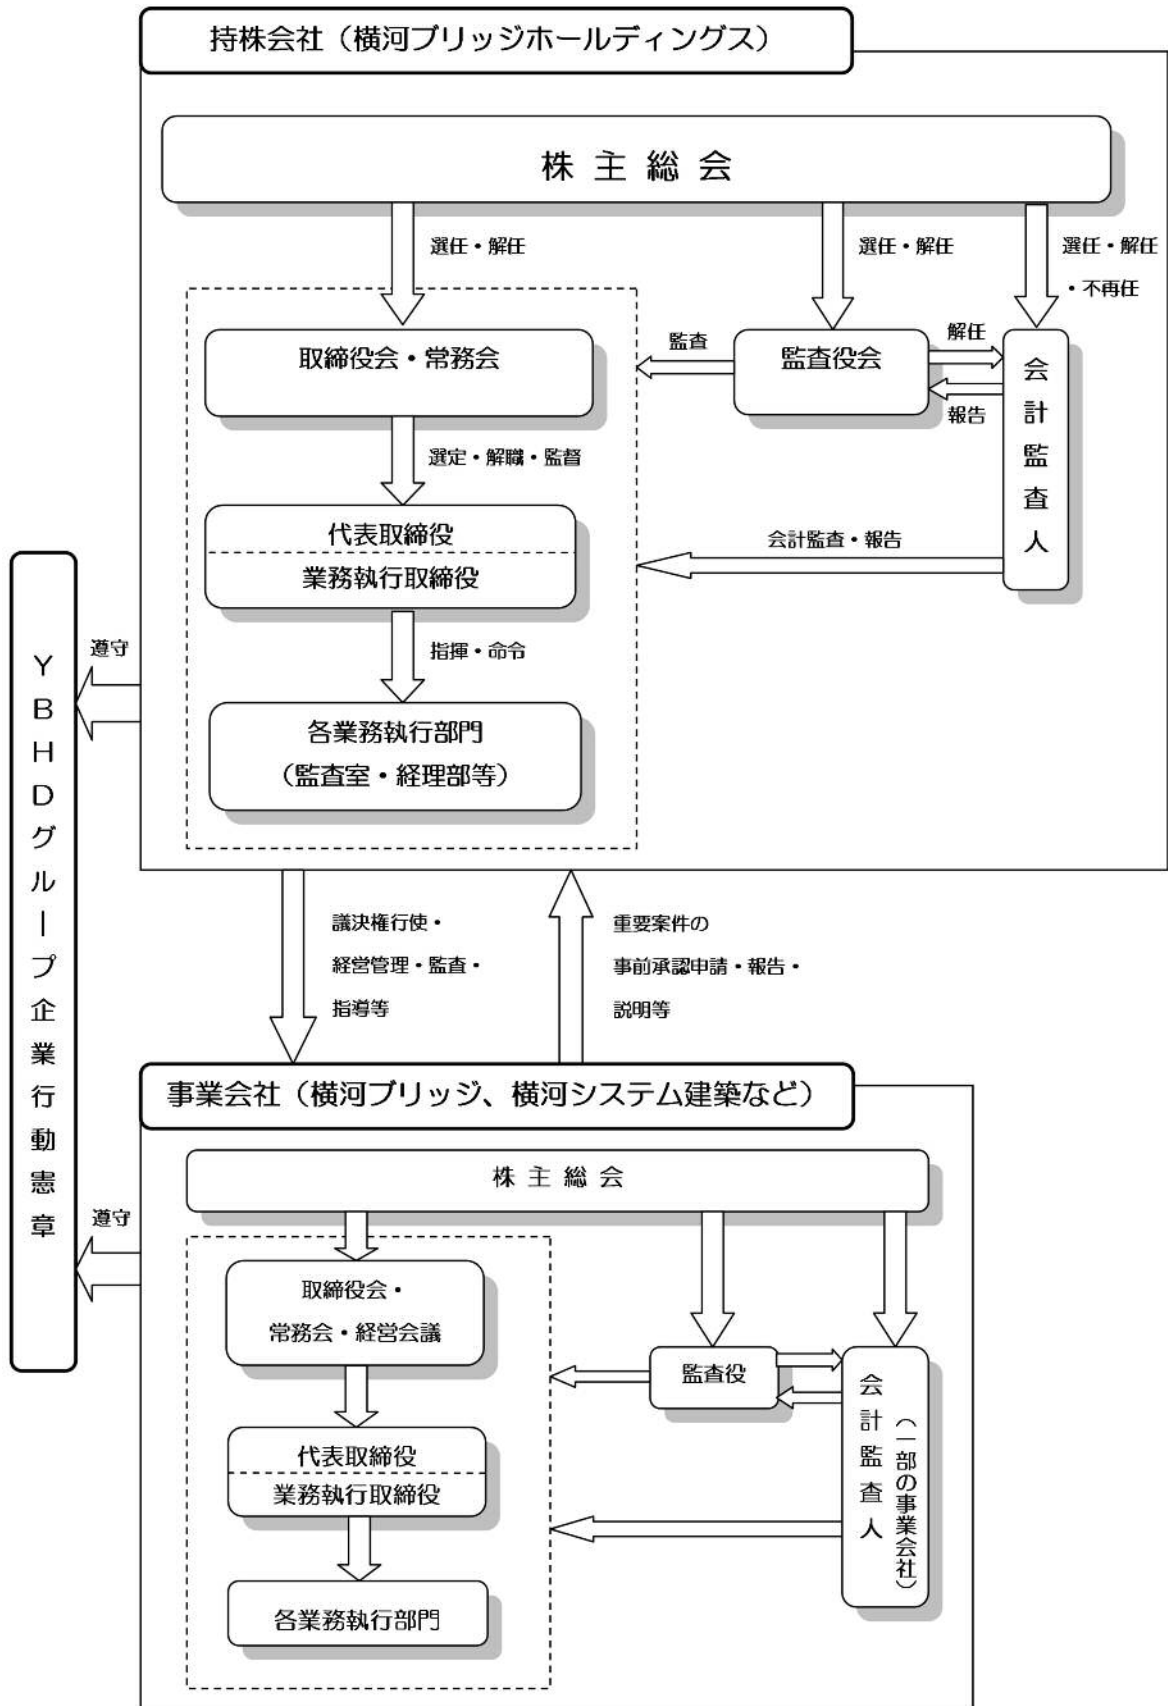 持株会社（横河ブリッジホールディングス）
株主総会
選任・解任
選任・解任
選任・解任
・不再任
取締役会・常務会
監査
監査役会
解任
報告
会計監査人
選定・解職・監督
代表取締役
業務執行取締役
会計監査・報告
指揮・命令
各業務執行部門
（監査室・経理部等）
遵守
YBHDグループ企業行動憲章
議決権行使・
経営管理・監査・
指導等
重要案件の
事前承認申請・報告・
説明等
事業会社（横河ブリッジ、横河システム建築など）
株主総会
遵守
取締役会・
常務会・経営会議
監査役
会計監査人
（一部の事業会社）
代表取締役
業務執行取締役
各業務執行部門